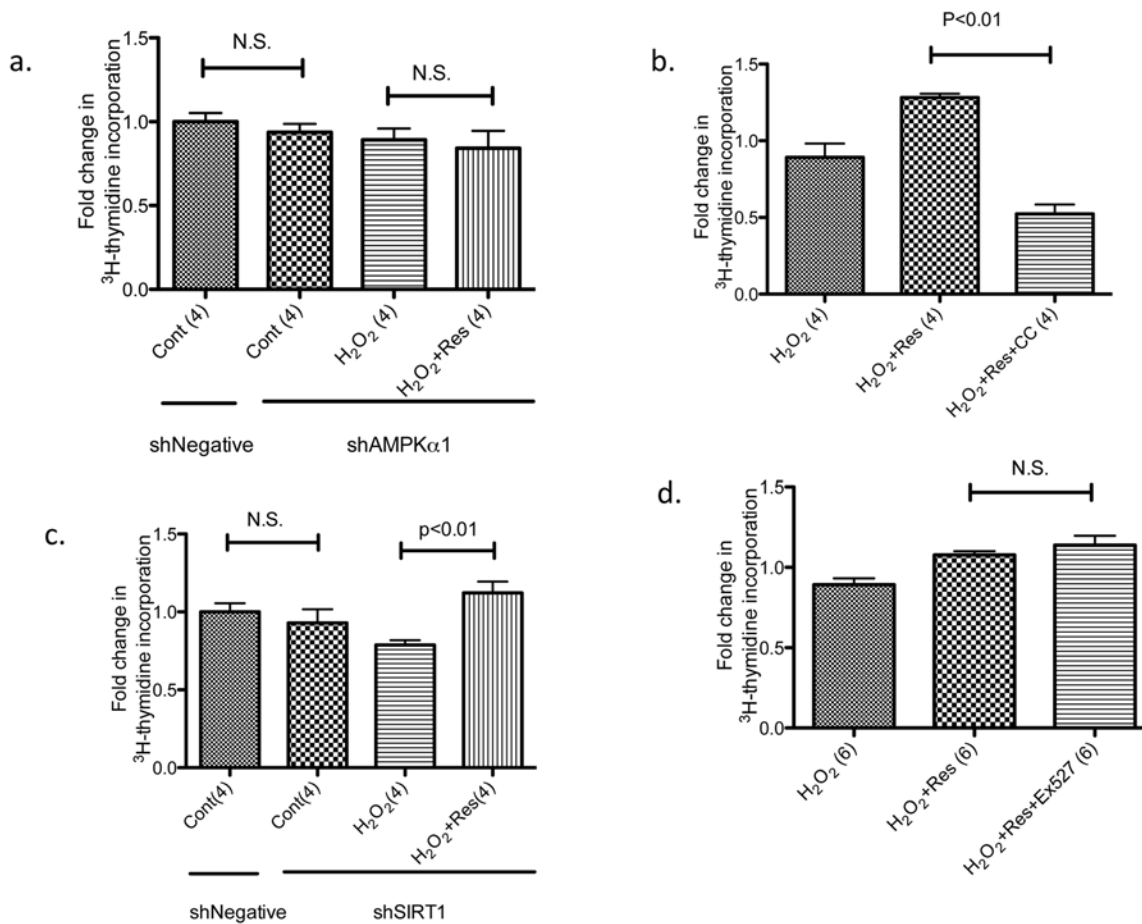 a.
N.S.
N.S.
Fold change in
³H-thymidine incorporation
1.5
1.0
0.5
0.0
Cont (4)
Cont (4)
H₂O₂ (4)
H₂O₂+Res (4)
shNegative
shAMPKα1
b.
P<0.01
Fold change in
³H-thymidine incorporation
1.5
1.0
0.5
0.0
H₂O₂ (4)
H₂O₂+Res (4)
H₂O₂+Res+CC (4)
c.
N.S.
p<0.01
Fold change in
³H-thymidine incorporation
1.5
1.0
0.5
0.0
Cont(4)
Cont(4)
H₂O₂(4)
H₂O₂+Res(4)
shNegative
shSIRT1
d.
N.S.
Fold change in
³H-thymidine incorporation
1.5
1.0
0.5
0.0
H₂O₂ (6)
H₂O₂+Res (6)
H₂O₂+Res+Ex527 (6)